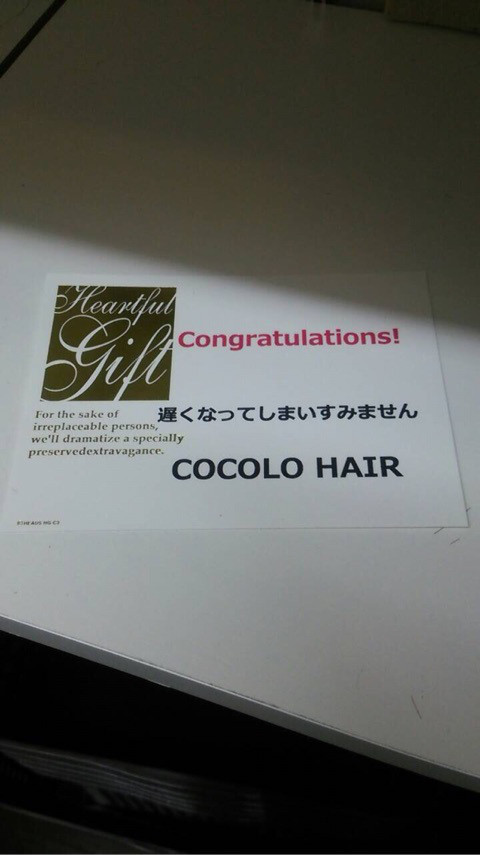 Heartful
Gift
Congratulations!
For the sake of
irreplaceable persons,
we'll dramatize a specially
preservedextravagance.
遅くなってしまいすみません
COCOLO HAIR